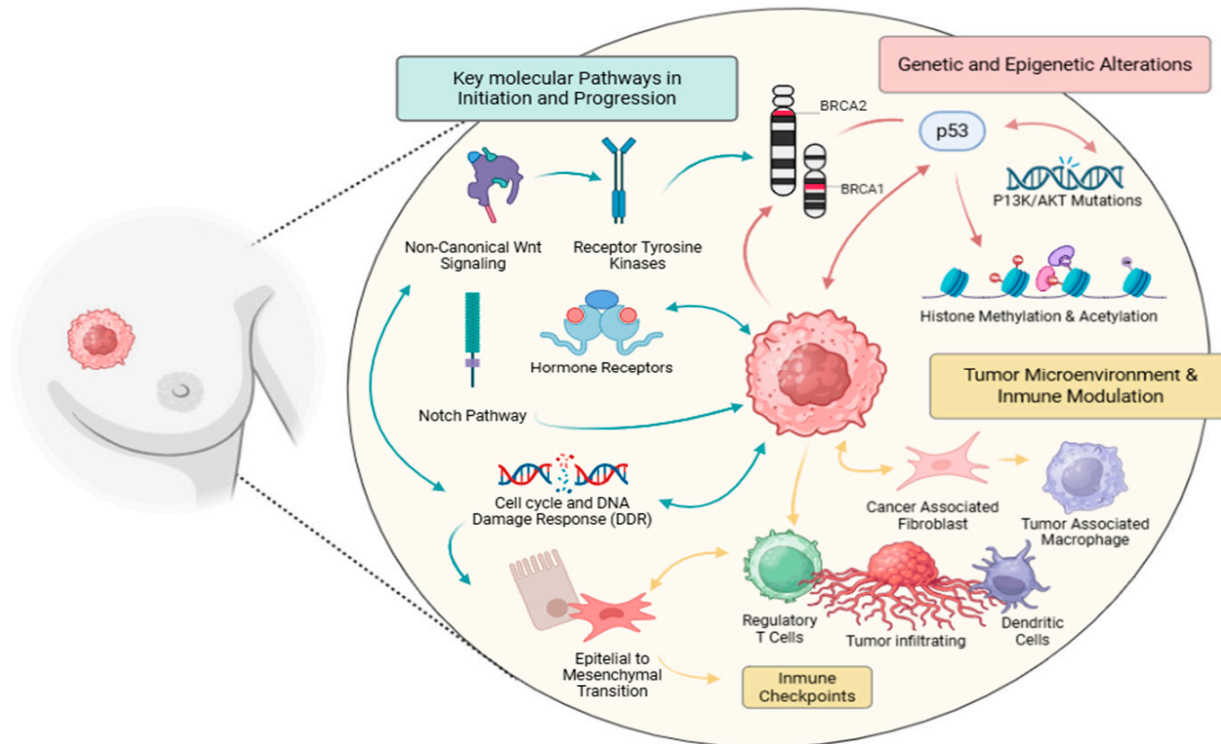 Key molecular Pathways in
Initiation and Progression
Genetic and Epigenetic Alterations
BRCA2
BRCA1
p53
P13K/AKT Mutations
Non-Canonical Wnt
Signaling
Receptor Tyrosine
Kinases
Histone Methylation & Acetylation
Hormone Receptors
Notch Pathway
Tumor Microenvironment &
Inmune Modulation
Cell cycle and DNA
Damage Response (DDR)
Cancer Associated
Fibroblast
Tumor Associated
Macrophage
Regulatory
T Cells
Tumor infiltrating
Dendritic
Cells
Epitelial to
Mesenchymal
Transition
Inmune
Checkpoints